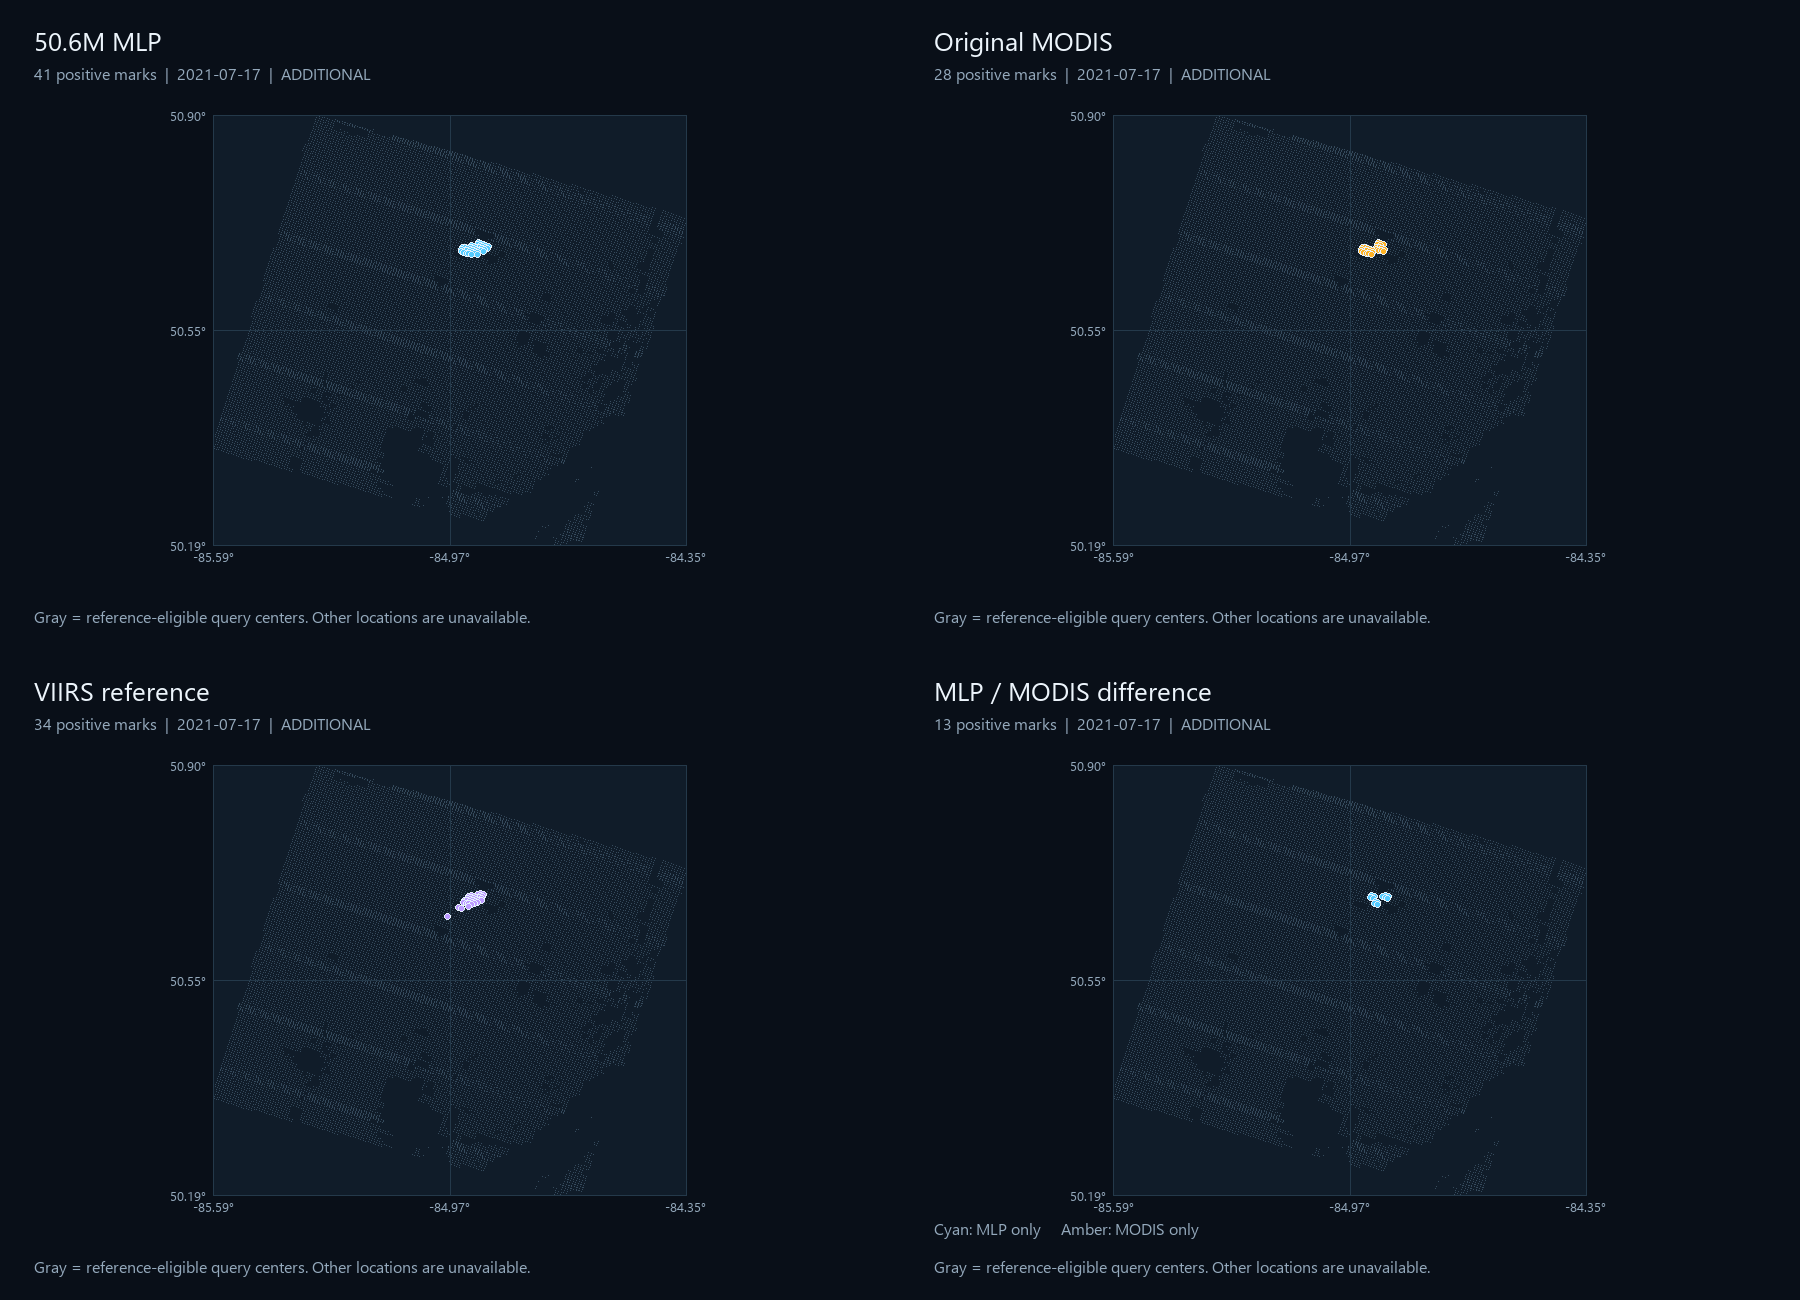 50.6M MLP
41 positive marks | 2021-07-17 | ADDITIONAL
50.90°
50.55°
50.19°
-85.59° -84.97° -84.35°
Gray = reference-eligible query centers. Other locations are unavailable.
Original MODIS
28 positive marks | 2021-07-17 | ADDITIONAL
50.90°
50.55°
50.19°
-85.59° -84.97° -84.35°
Gray = reference-eligible query centers. Other locations are unavailable.
VIIRS reference
34 positive marks | 2021-07-17 | ADDITIONAL
50.90°
50.55°
50.19°
-85.59° -84.97° -84.35°
Gray = reference-eligible query centers. Other locations are unavailable.
MLP / MODIS difference
13 positive marks | 2021-07-17 | ADDITIONAL
50.90°
50.55°
50.19°
-85.59° -84.97° -84.35°
Cyan: MLP only Amber: MODIS only
Gray = reference-eligible query centers. Other locations are unavailable.